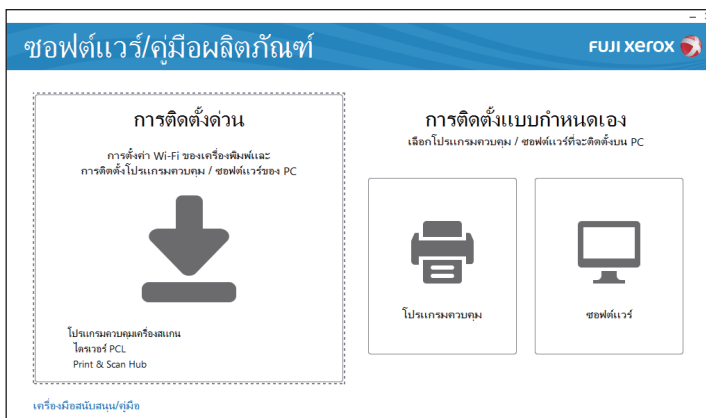 ซอฟต์แวร์/คู่มือผลิตภัณฑ์
FUJI xerox
การติดตั้งด่วน
การตั้งค่า Wi-Fi ของเครื่องพิมพ์และ
การติดตั้งโปรแกรมควบคุม / ซอฟต์แวร์ของ PC
โปรแกรมควบคุมเครื่องสแกน
ไดรเวอร์ PCL
Print & Scan Hub
การติดตั้งแบบกำหนดเอง
เลือกโปรแกรมควบคุม / ซอฟต์แวร์ที่จะติดตั้งบน PC
โปรแกรมควบคุม
ซอฟต์แวร์
เครื่องมือสนับสนุน/คู่มือ